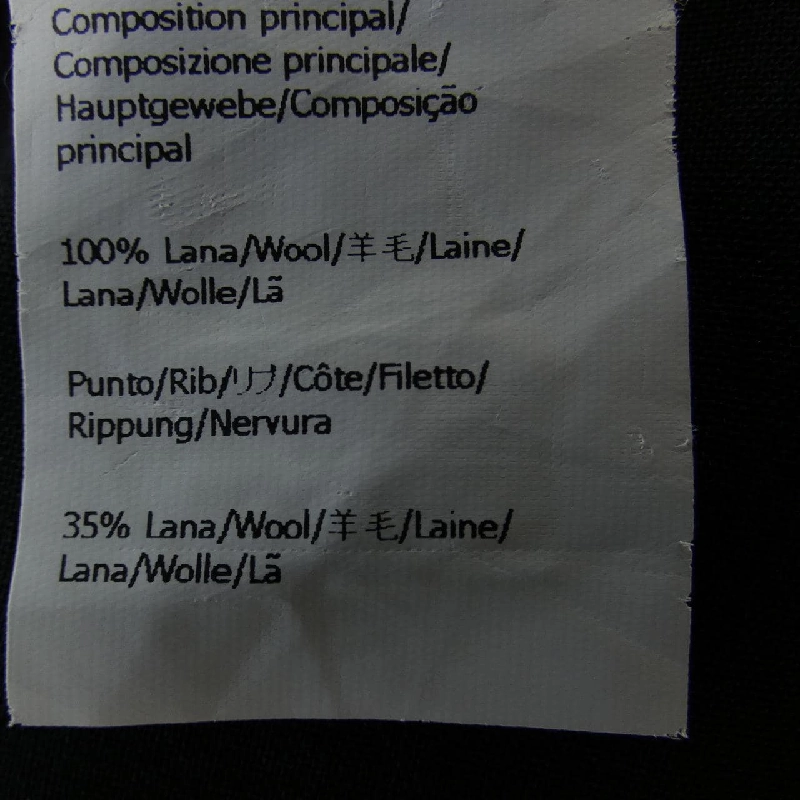 Composition principal/
Composizione principale/
Hauptgewebe/Composição
principal
100% Lana/Wool/羊毛/Laine/
Lana/Wolle/Lã
Punto/Rib/リブ/Côte/Filetto/
Rippung/Nervura
35% Lana/Wool/羊毛/Laine/
Lana/Wolle/Lã